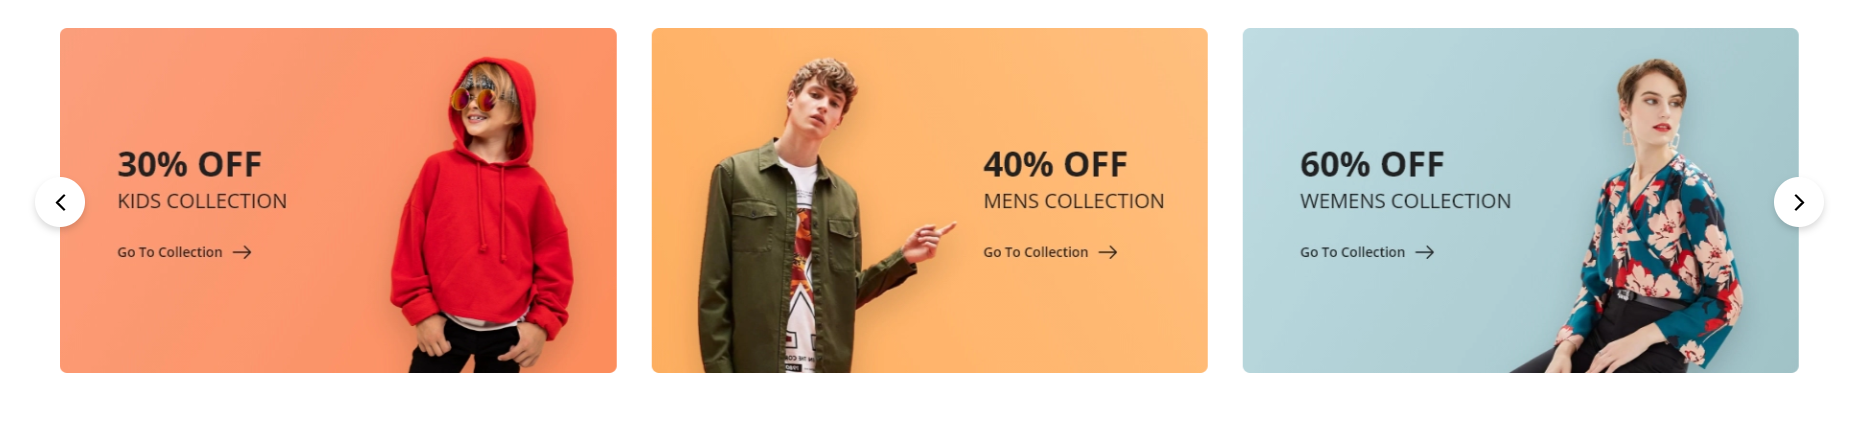 30% OFF
KIDS COLLECTION
Go To Collection
40% OFF
MENS COLLECTION
Go To Collection
60% OFF
WEMENS COLLECTION
Go To Collection